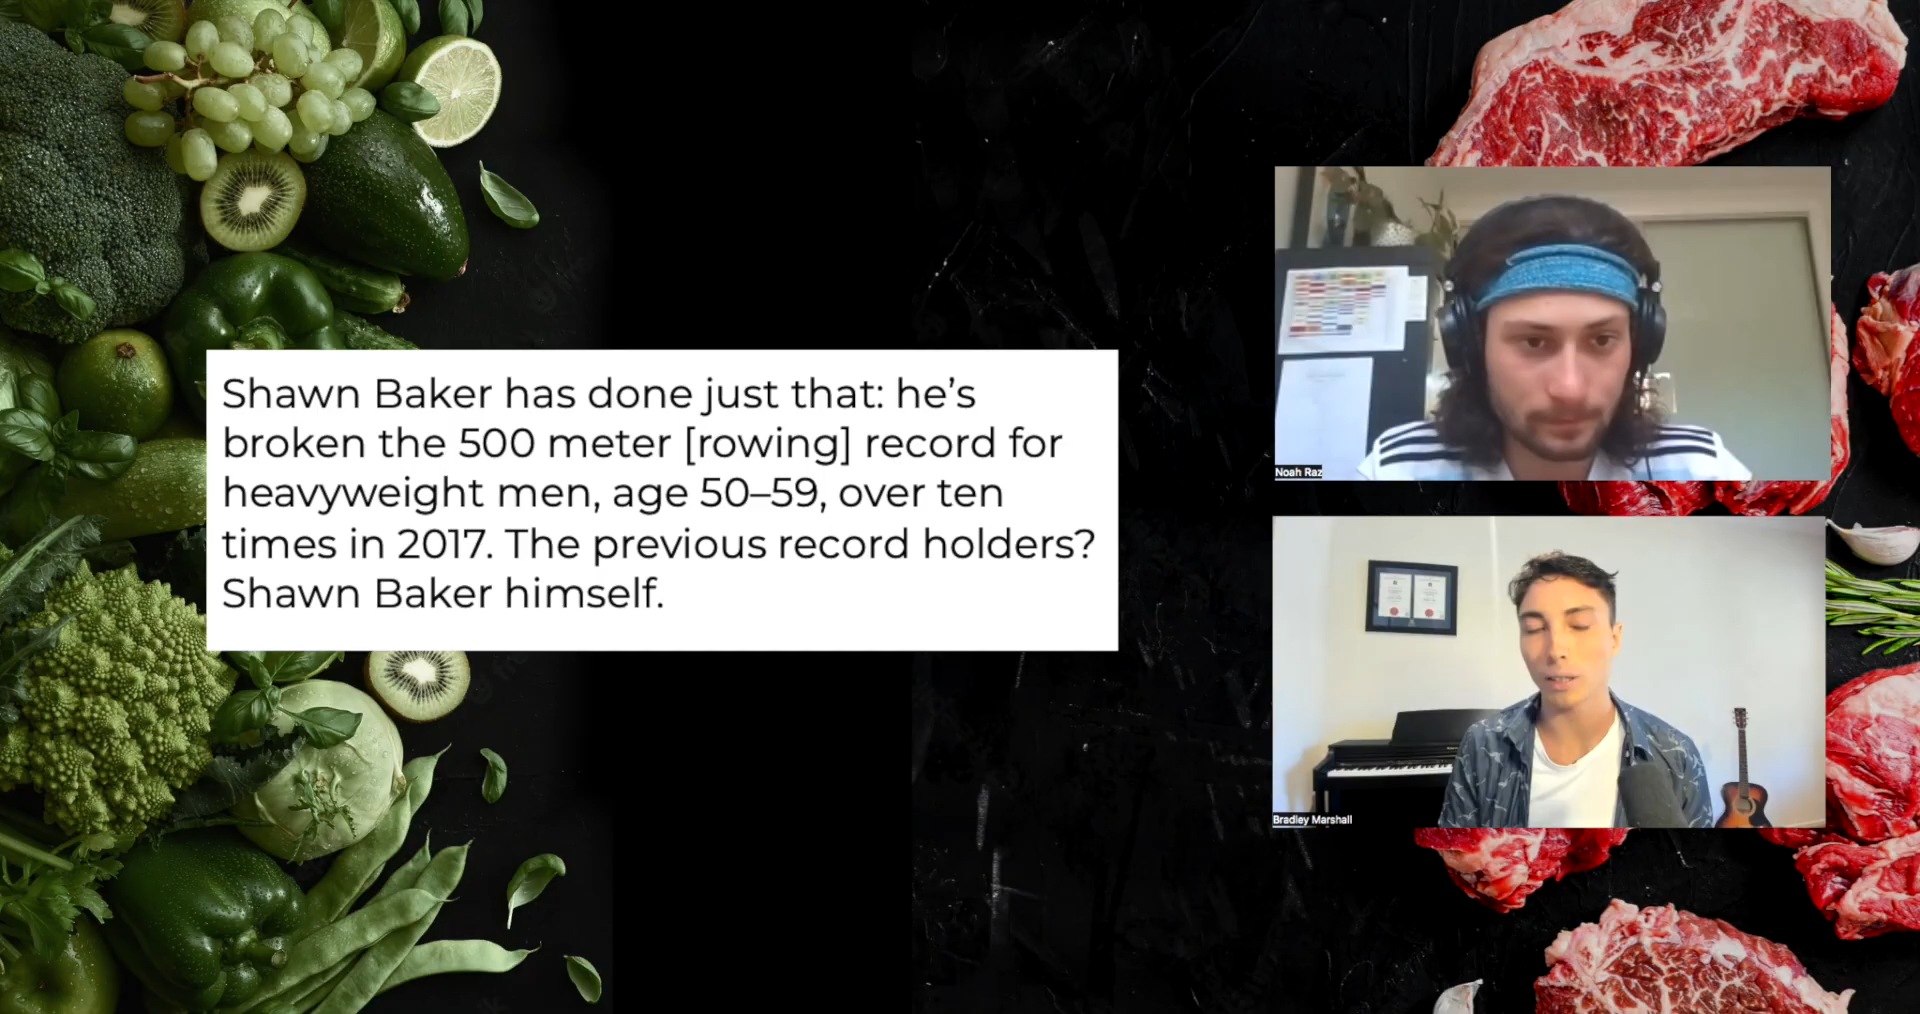 Shawn Baker has done just that: he’s
broken the 500 meter [rowing] record for
heavyweight men, age 50–59, over ten
times in 2017. The previous record holders?
Shawn Baker himself.
Noah Raz
Bradley Marshall